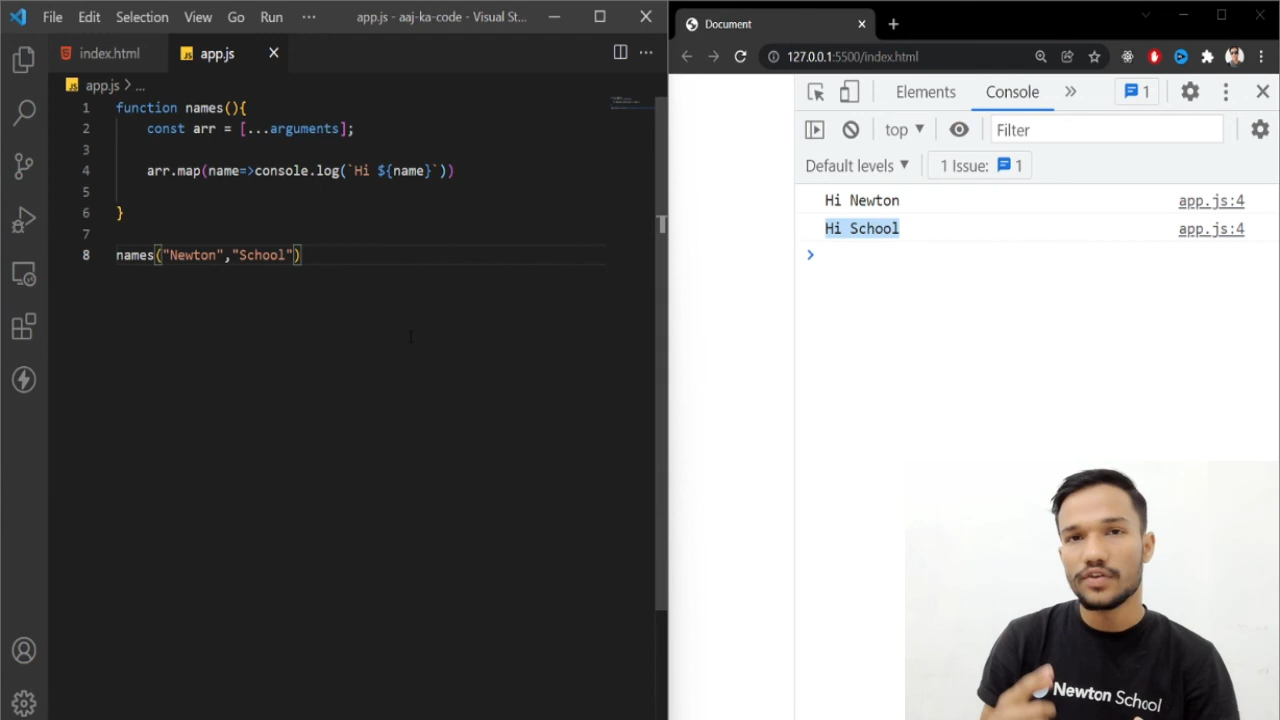 File Edit Selection View Go Run ··· app.js - aaj-ka-code - Visual St...
index.html app.js
app.js > ...
1 function names(){
2 const arr = [...arguments];
3
4 arr.map(name=>console.log(`Hi ${name}`))
5
6 }
7
8 names("Newton","School")
Document
127.0.0.1:5500/index.html
Elements Console 1
top Filter
Default levels 1 Issue: 1
Hi Newton app.js:4
Hi School app.js:4
Newton School